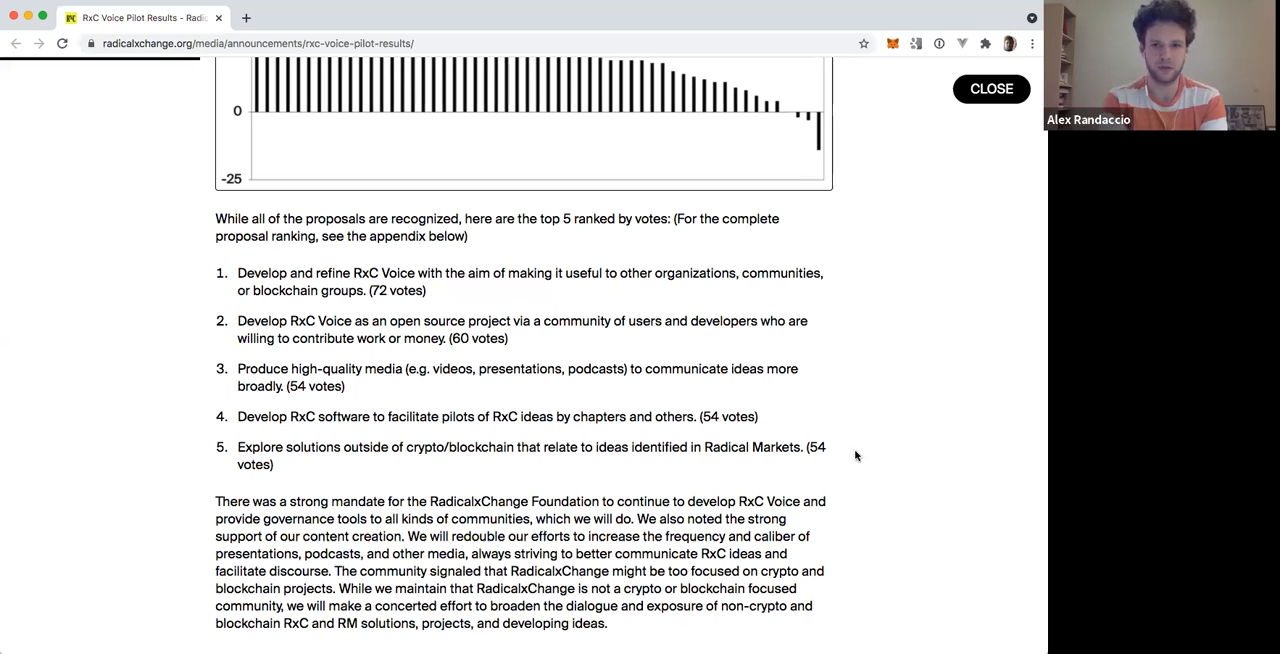 RxC Voice Pilot Results - Radic
radicalxchange.org/media/announcements/rxc-voice-pilot-results/
CLOSE
Alex Randaccio
0
-25
While all of the proposals are recognized, here are the top 5 ranked by votes: (For the complete
proposal ranking, see the appendix below)
1. Develop and refine RxC Voice with the aim of making it useful to other organizations, communities,
or blockchain groups. (72 votes)
2. Develop RxC Voice as an open source project via a community of users and developers who are
willing to contribute work or money. (60 votes)
3. Produce high-quality media (e.g. videos, presentations, podcasts) to communicate ideas more
broadly. (54 votes)
4. Develop RxC software to facilitate pilots of RxC ideas by chapters and others. (54 votes)
5. Explore solutions outside of crypto/blockchain that relate to ideas identified in Radical Markets. (54
votes)
There was a strong mandate for the RadicalxChange Foundation to continue to develop RxC Voice and
provide governance tools to all kinds of communities, which we will do. We also noted the strong
support of our content creation. We will redouble our efforts to increase the frequency and caliber of
presentations, podcasts, and other media, always striving to better communicate RxC ideas and
facilitate discourse. The community signaled that RadicalxChange might be too focused on crypto and
blockchain projects. While we maintain that RadicalxChange is not a crypto or blockchain focused
community, we will make a concerted effort to broaden the dialogue and exposure of non-crypto and
blockchain RxC and RM solutions, projects, and developing ideas.